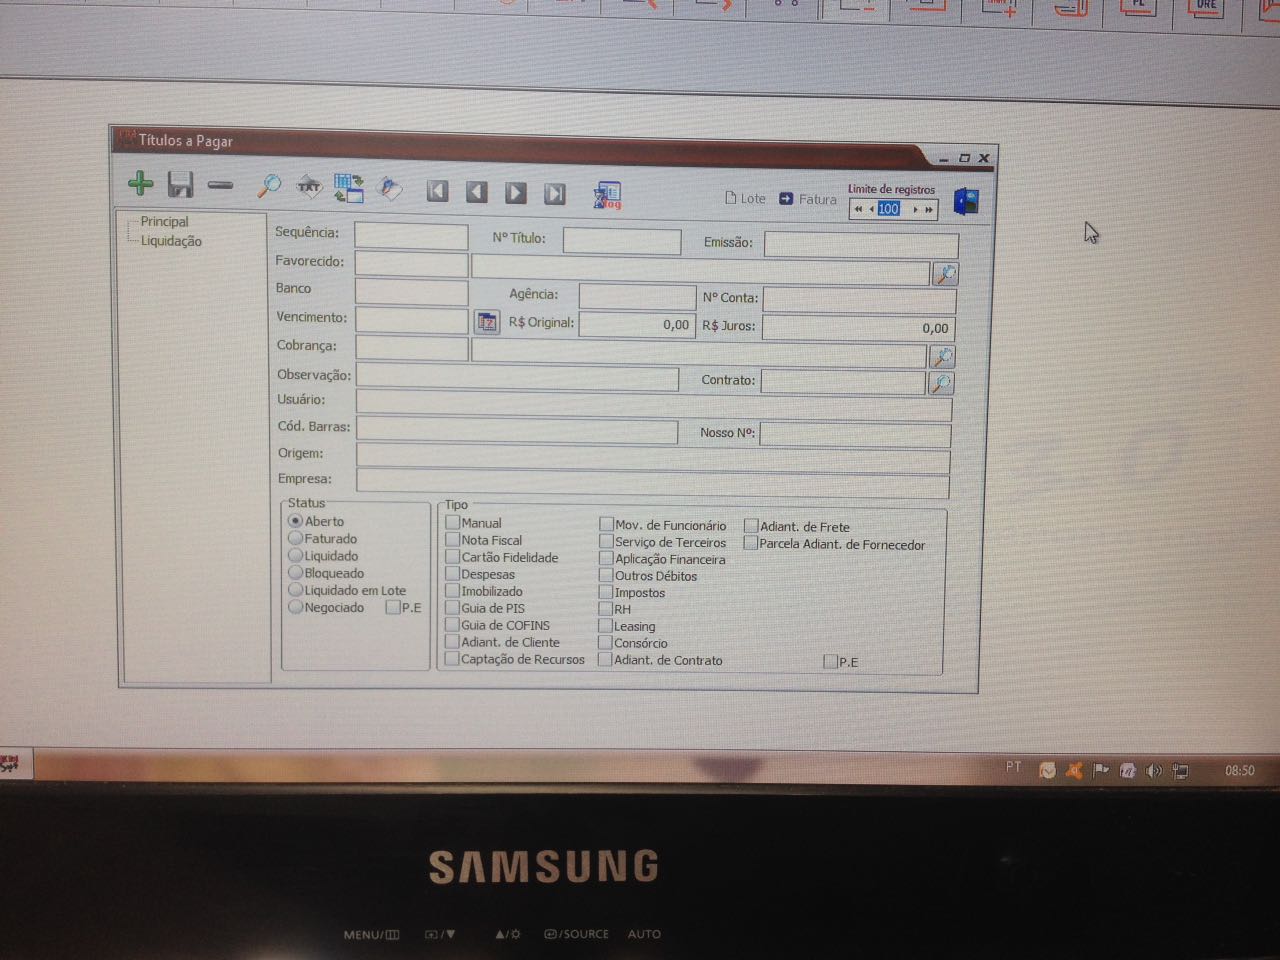 PL
DRE
Títulos a Pagar
TXT
log
Lote
Fatura
Limite de registros
100
Principal
Liquidação
Sequência:
Nº Título:
Emissão:
Favorecido:
Banco
Agência:
Nº Conta:
Vencimento:
R$ Original:
0,00
R$ Juros:
0,00
Cobrança:
Observação:
Contrato:
Usuário:
Cód. Barras:
Nosso Nº:
Origem:
Empresa:
Status
Aberto
Faturado
Liquidado
Bloqueado
Liquidado em Lote
Negociado
P.E
Tipo
Manual
Nota Fiscal
Cartão Fidelidade
Despesas
Imobilizado
Guia de PIS
Guia de COFINS
Adiant. de Cliente
Captação de Recursos
Mov. de Funcionário
Serviço de Terceiros
Aplicação Financeira
Outros Débitos
Impostos
RH
Leasing
Consórcio
Adiant. de Contrato
Adiant. de Frete
Parcela Adiant. de Fornecedor
P.E
PT
08:50
SAMSUNG
MENU/
/SOURCE
AUTO